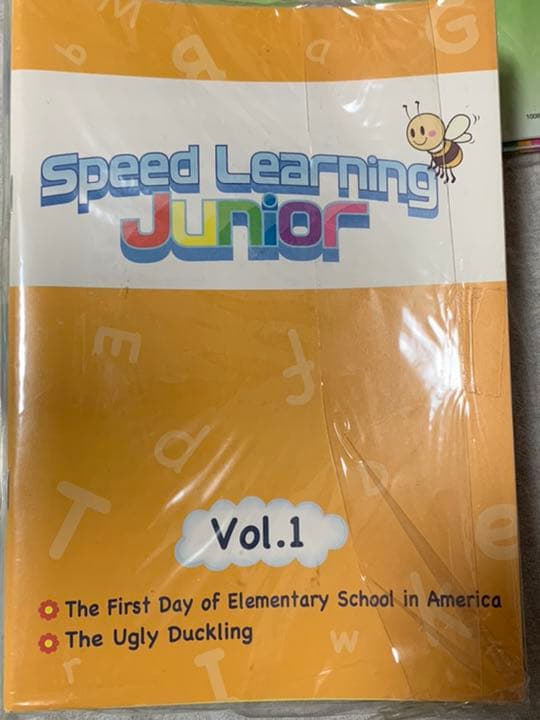 Speed Learning
Junior
Vol.1
The First Day of Elementary School in America
The Ugly Duckling